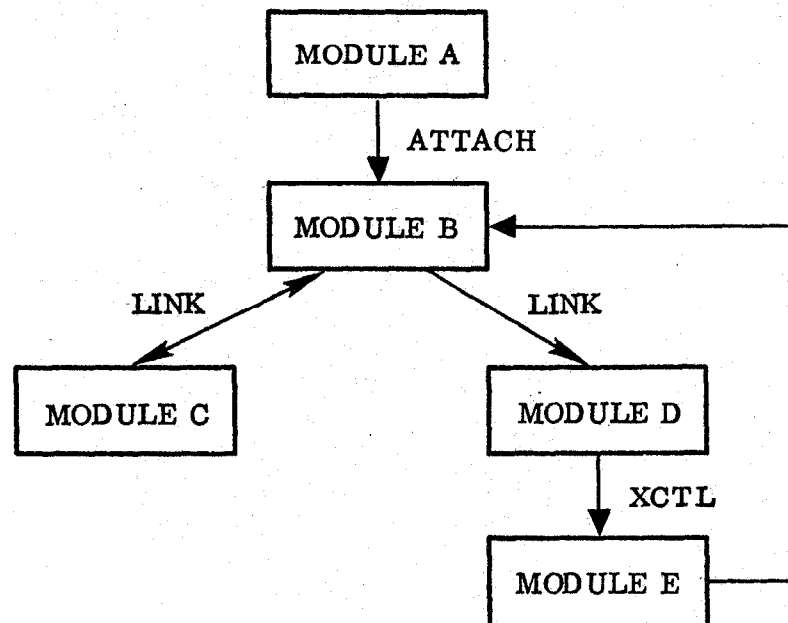 MODULE A
ATTACH
MODULE B
LINK
LINK
MODULE C
MODULE D
XCTL
MODULE E